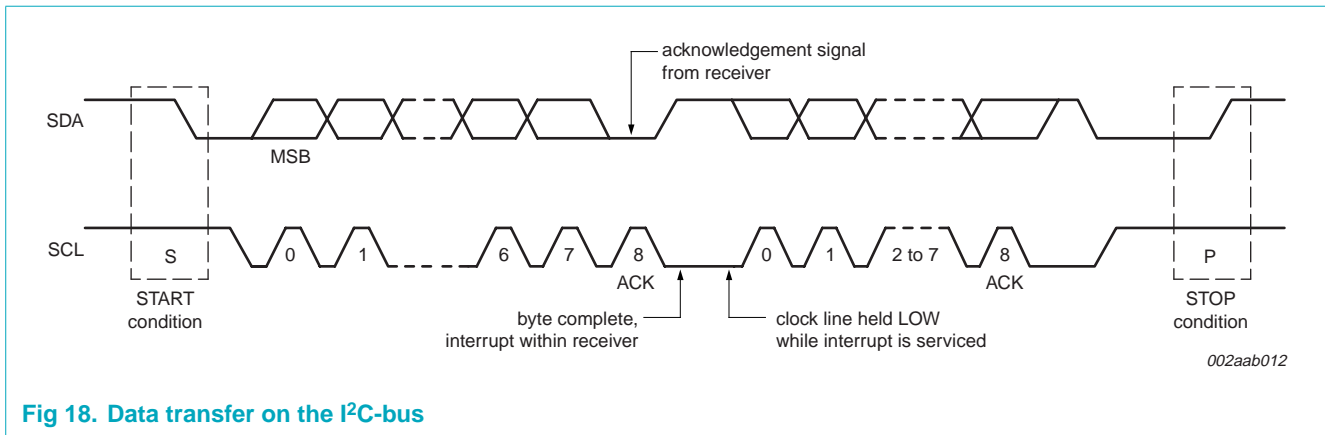 acknowledgement signal
from receiver
SDA
MSB
SCL
S
0
1
6
7
8
0
1
2 to 7
8
P
ACK
ACK
START
condition
STOP
condition
byte complete,
interrupt within receiver
clock line held LOW
while interrupt is serviced
002aab012
Fig 18. Data transfer on the I²C-bus